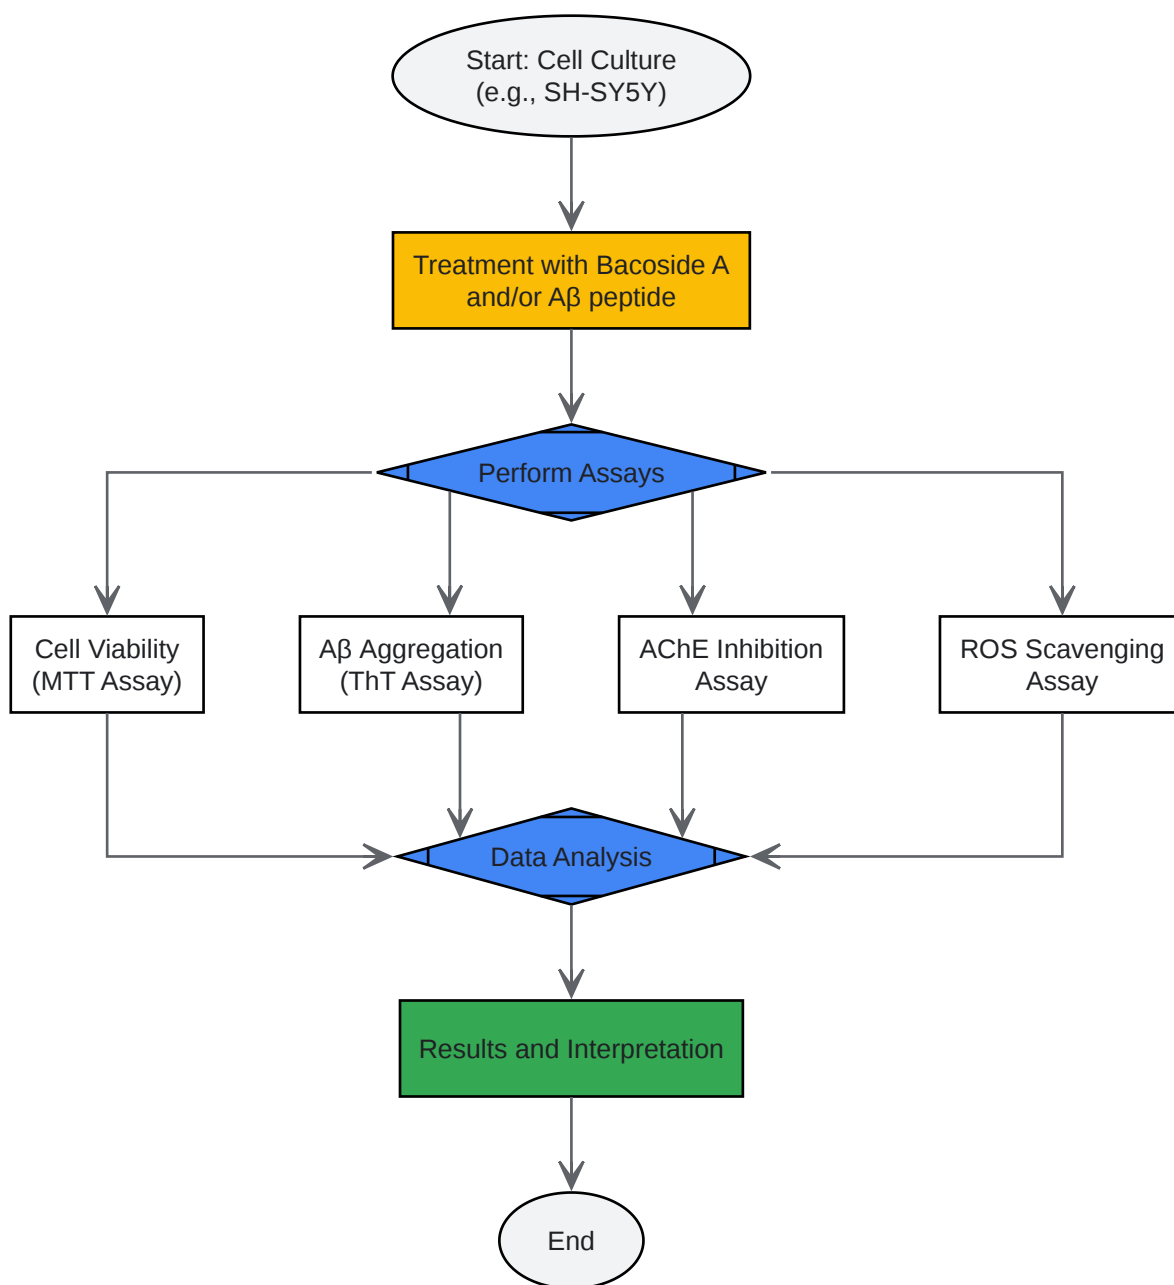 Start: Cell Culture
(e.g., SH-SY5Y)
Treatment with Bacoside A
and/or Aβ peptide
Perform Assays
Cell Viability
(MTT Assay)
Aβ Aggregation
(ThT Assay)
AChE Inhibition
Assay
ROS Scavenging
Assay
Data Analysis
Results and Interpretation
End